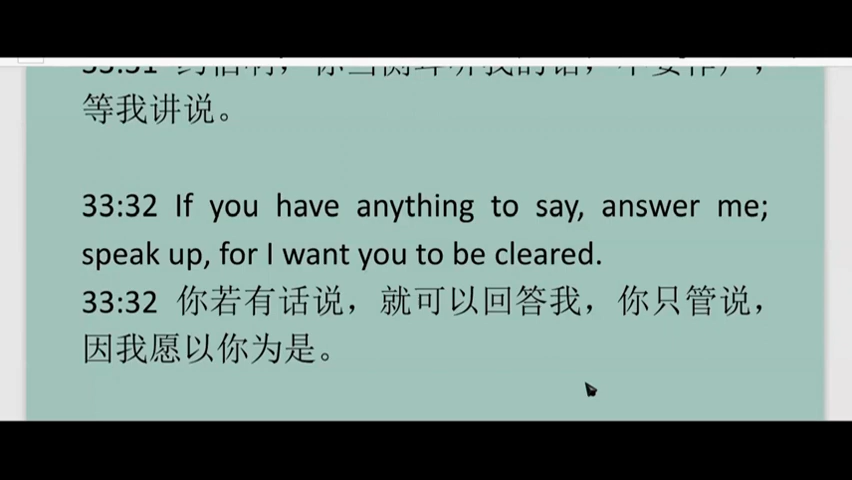 等我讲说。
33:32 If you have anything to say, answer me;
speak up, for I want you to be cleared.
33:32 你若有话说，就可以回答我，你只管说，
因我愿以你为是。